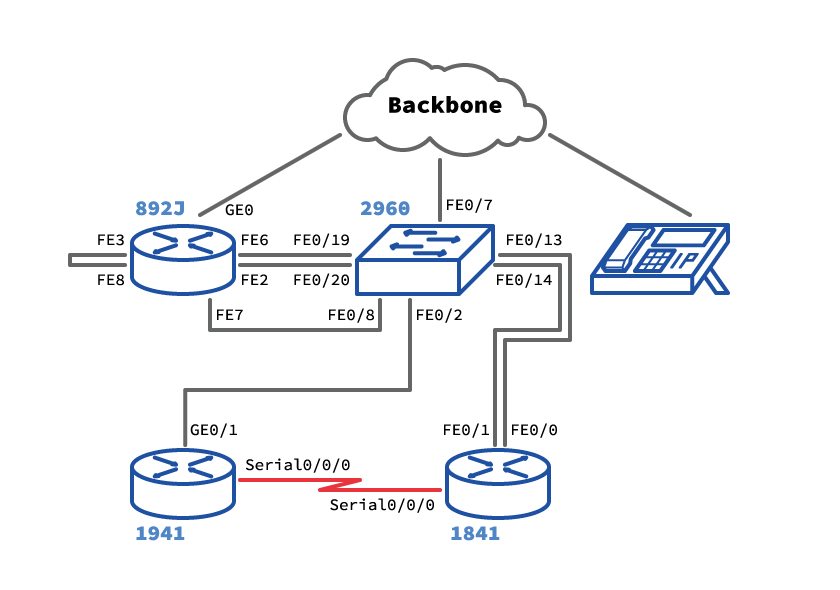 Backbone
892J
GE0
2960
FE0/7
FE3
FE6
FE0/19
FE0/13
FE8
FE2
FE0/20
FE0/14
IP
FE7
FE0/8
FE0/2
GE0/1
FE0/1
FE0/0
Serial0/0/0
Serial0/0/0
1941
1841